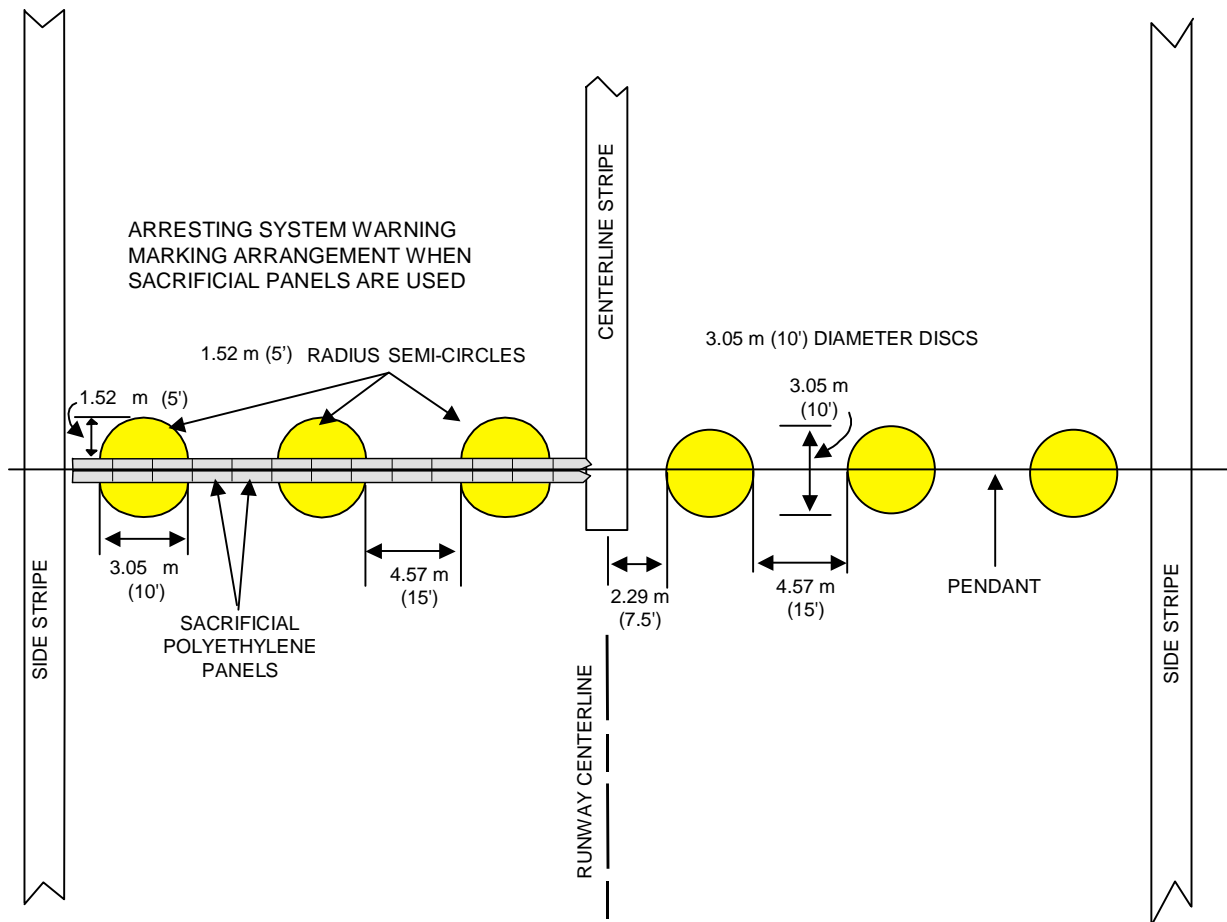 ARRESTING SYSTEM WARNING
MARKING ARRANGEMENT WHEN
SACRIFICIAL PANELS ARE USED
CENTERLINE STRIPE
1.52 m (5') RADIUS SEMI-CIRCLES
3.05 m (10') DIAMETER DISCS
1.52 m (5')
3.05 m
(10')
3.05 m
(10')
4.57 m
(15')
2.29 m
(7.5')
4.57 m
(15')
PENDANT
SACRIFICIAL
POLYETHYLENE
PANELS
SIDE STRIPE
RUNWAY CENTERLINE
SIDE STRIPE